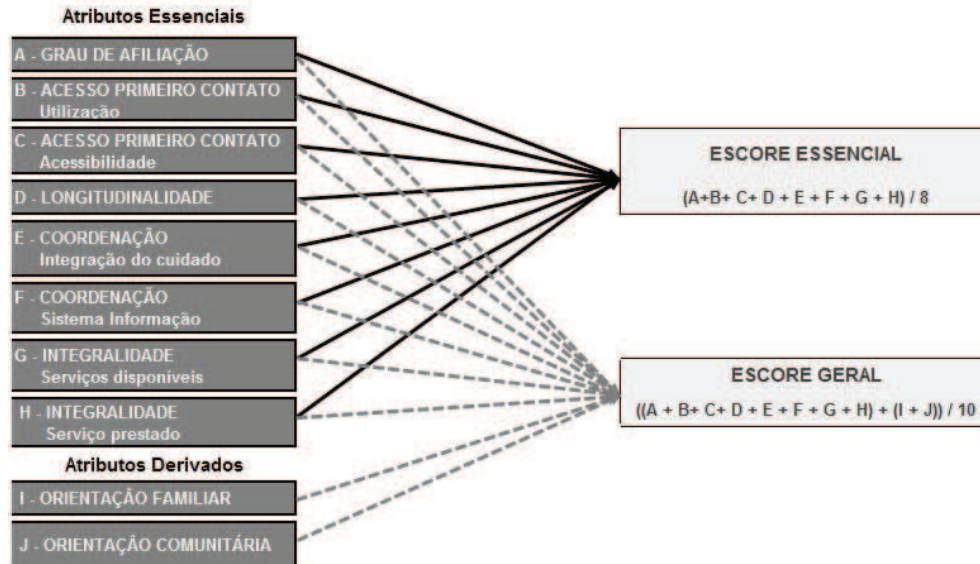 Atributos Essenciais
A - GRAU DE AFILIAÇÃO
B - ACESSO PRIMEIRO CONTATO
Utilização
C - ACESSO PRIMEIRO CONTATO
Acessibilidade
D - LONGITUDINALIDADE
E - COORDENAÇÃO
Integração do cuidado
F - COORDENAÇÃO
Sistema Informação
G - INTEGRALIDADE
Serviços disponíveis
H - INTEGRALIDADE
Serviço prestado
Atributos Derivados
I - ORIENTAÇÃO FAMILIAR
J - ORIENTAÇÃO COMUNITÁRIA
ESCORE ESSENCIAL
(A+B+ C+ D + E + F + G + H) / 8
ESCORE GERAL
((A + B+ C+ D + E + F + G + H) + (I + J)) / 10